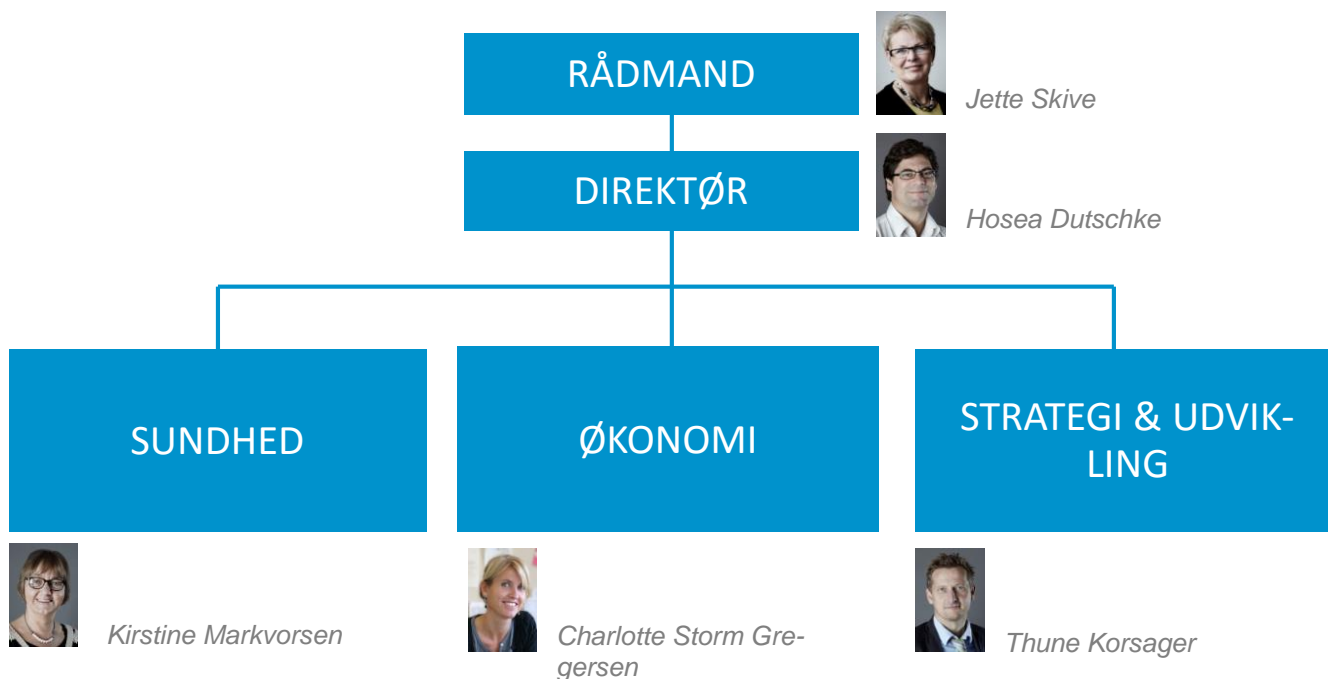 RÅDMAND
Jette Skive
DIREKTØR
Hosea Dutschke
SUNDHED
ØKONOMI
STRATEGI & UDVIK-
LING
Kirstine Markvorsen
Charlotte Storm Gre-
gersen
Thune Korsager